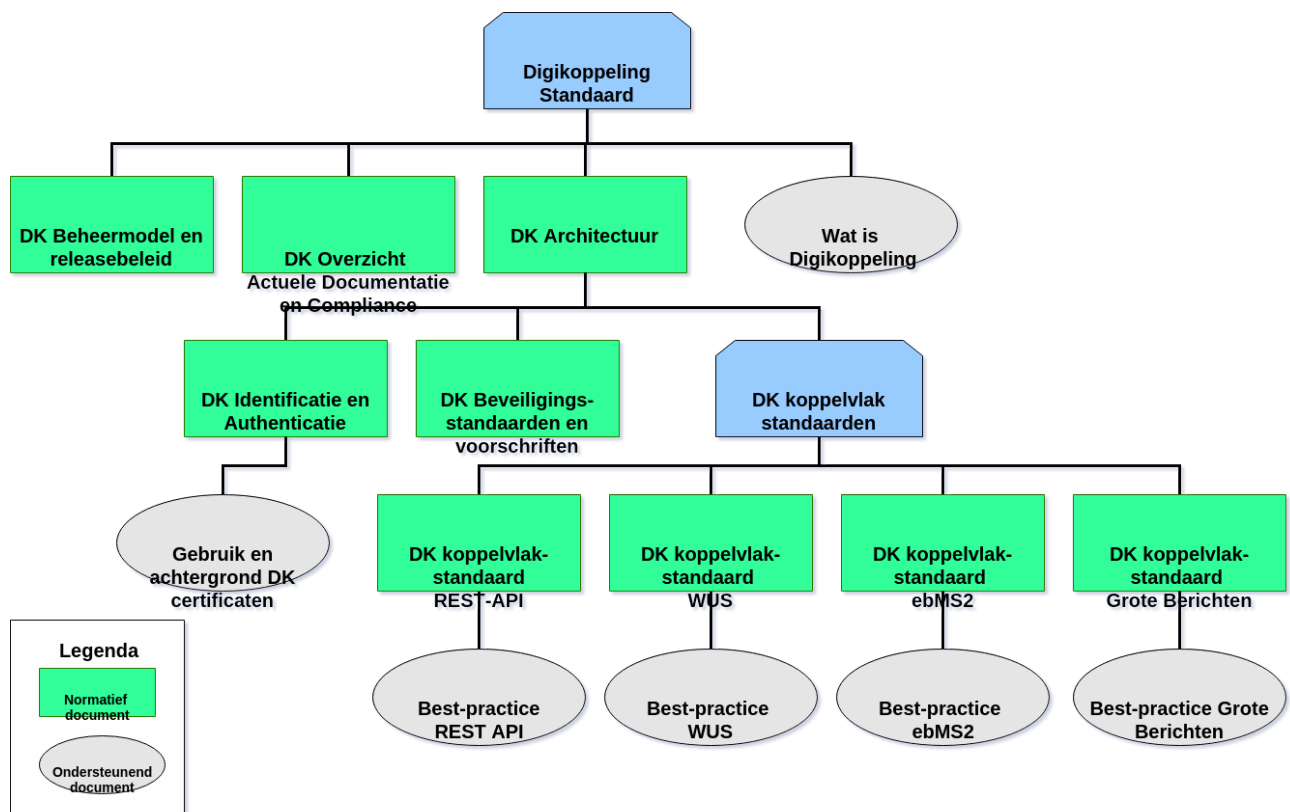 Digikoppeling
Standaard
DK Beheermodel en
releasebeleid
DK Overzicht
Actuele Documentatie
en Compliance
DK Architectuur
Wat is
Digikoppeling
DK Identificatie en
Authenticatie
DK Beveiligings-
standaarden en
voorschriften
DK koppelvlak
standaarden
Gebruik en
achtergrond DK
certificaten
DK koppelvlak-
standaard
REST-API
DK koppelvlak-
standaard
WUS
DK koppelvlak-
standaard
ebMS2
DK koppelvlak-
standaard
Grote Berichten
Best-practice
REST API
Best-practice
WUS
Best-practice
ebMS2
Best-practice Grote
Berichten
Legenda
Normatief
document
Ondersteunend
document